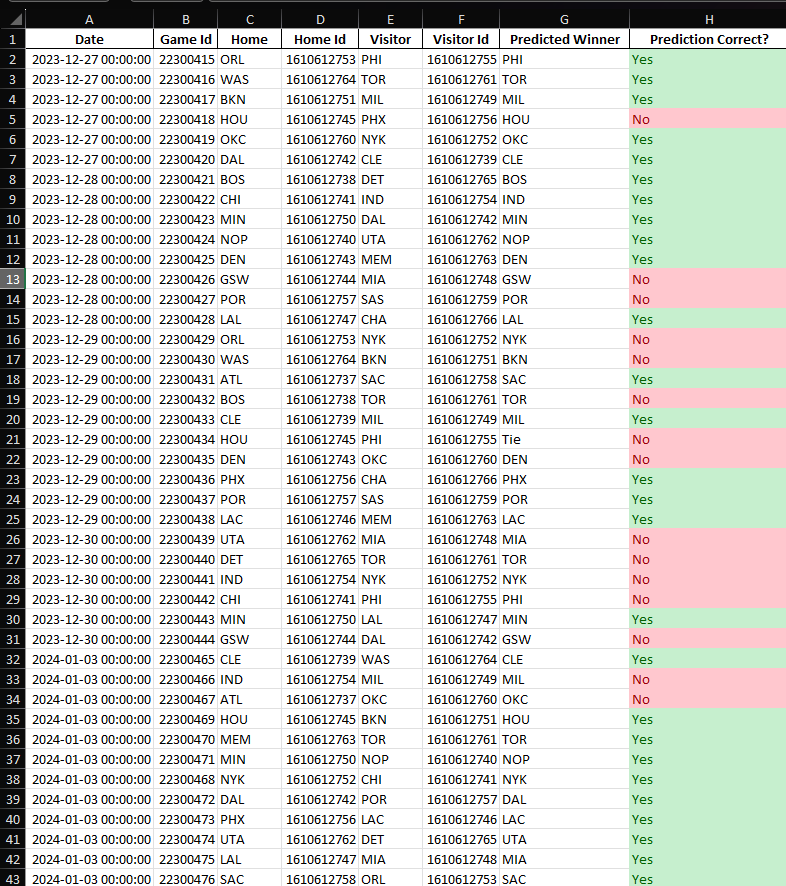 A B C D E F G H
1 Date Game Id Home Home Id Visitor Visitor Id Predicted Winner Prediction Correct?
2 2023-12-27 00:00:00 22300415 ORL 1610612753 PHI 1610612755 PHI Yes
3 2023-12-27 00:00:00 22300416 WAS 1610612764 TOR 1610612761 TOR Yes
4 2023-12-27 00:00:00 22300417 BKN 1610612751 MIL 1610612749 MIL Yes
5 2023-12-27 00:00:00 22300418 HOU 1610612745 PHX 1610612756 HOU No
6 2023-12-27 00:00:00 22300419 OKC 1610612760 NYK 1610612752 OKC Yes
7 2023-12-27 00:00:00 22300420 DAL 1610612742 CLE 1610612739 CLE Yes
8 2023-12-28 00:00:00 22300421 BOS 1610612738 DET 1610612765 BOS Yes
9 2023-12-28 00:00:00 22300422 CHI 1610612741 IND 1610612754 IND Yes
10 2023-12-28 00:00:00 22300423 MIN 1610612750 DAL 1610612742 MIN Yes
11 2023-12-28 00:00:00 22300424 NOP 1610612740 UTA 1610612762 NOP Yes
12 2023-12-28 00:00:00 22300425 DEN 1610612743 MEM 1610612763 DEN Yes
13 2023-12-28 00:00:00 22300426 GSW 1610612744 MIA 1610612748 GSW No
14 2023-12-28 00:00:00 22300427 POR 1610612757 SAS 1610612759 POR No
15 2023-12-28 00:00:00 22300428 LAL 1610612747 CHA 1610612766 LAL Yes
16 2023-12-29 00:00:00 22300429 ORL 1610612753 NYK 1610612752 NYK No
17 2023-12-29 00:00:00 22300430 WAS 1610612764 BKN 1610612751 BKN No
18 2023-12-29 00:00:00 22300431 ATL 1610612737 SAC 1610612758 SAC Yes
19 2023-12-29 00:00:00 22300432 BOS 1610612738 TOR 1610612761 TOR No
20 2023-12-29 00:00:00 22300433 CLE 1610612739 MIL 1610612749 MIL Yes
21 2023-12-29 00:00:00 22300434 HOU 1610612745 PHI 1610612755 Tie No
22 2023-12-29 00:00:00 22300435 DEN 1610612743 OKC 1610612760 DEN No
23 2023-12-29 00:00:00 22300436 PHX 1610612756 CHA 1610612766 PHX Yes
24 2023-12-29 00:00:00 22300437 POR 1610612757 SAS 1610612759 POR Yes
25 2023-12-29 00:00:00 22300438 LAC 1610612746 MEM 1610612763 LAC Yes
26 2023-12-30 00:00:00 22300439 UTA 1610612762 MIA 1610612748 MIA No
27 2023-12-30 00:00:00 22300440 DET 1610612765 TOR 1610612761 TOR No
28 2023-12-30 00:00:00 22300441 IND 1610612754 NYK 1610612752 NYK No
29 2023-12-30 00:00:00 22300442 CHI 1610612741 PHI 1610612755 PHI No
30 2023-12-30 00:00:00 22300443 MIN 1610612750 LAL 1610612747 MIN Yes
31 2023-12-30 00:00:00 22300444 GSW 1610612744 DAL 1610612742 GSW No
32 2024-01-03 00:00:00 22300465 CLE 1610612739 WAS 1610612764 CLE Yes
33 2024-01-03 00:00:00 22300466 IND 1610612754 MIL 1610612749 MIL No
34 2024-01-03 00:00:00 22300467 ATL 1610612737 OKC 1610612760 OKC No
35 2024-01-03 00:00:00 22300469 HOU 1610612745 BKN 1610612751 HOU Yes
36 2024-01-03 00:00:00 22300470 MEM 1610612763 TOR 1610612761 TOR Yes
37 2024-01-03 00:00:00 22300471 MIN 1610612750 NOP 1610612740 NOP Yes
38 2024-01-03 00:00:00 22300468 NYK 1610612752 CHI 1610612741 NYK Yes
39 2024-01-03 00:00:00 22300472 DAL 1610612742 POR 1610612757 DAL Yes
40 2024-01-03 00:00:00 22300473 PHX 1610612756 LAC 1610612746 LAC Yes
41 2024-01-03 00:00:00 22300474 UTA 1610612762 DET 1610612765 UTA Yes
42 2024-01-03 00:00:00 22300475 LAL 1610612747 MIA 1610612748 MIA Yes
43 2024-01-03 00:00:00 22300476 SAC 1610612758 ORL 1610612753 SAC Yes